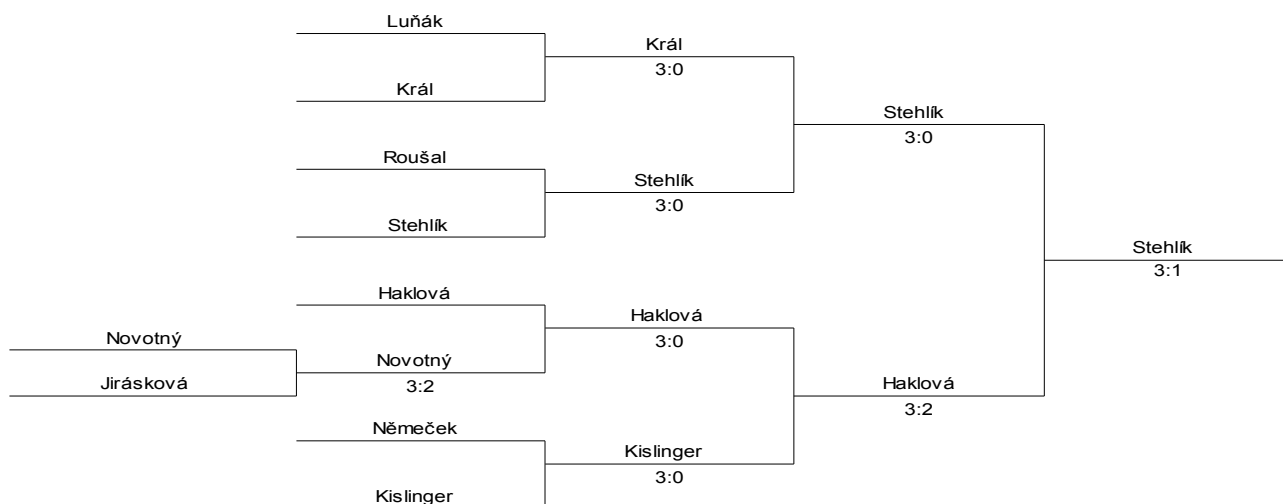 Luňák
Král
3:0
Král
Stehlík
3:0
Roušal
Stehlík
3:0
Stehlík
Stehlík
3:1
Haklová
Haklová
3:0
Novotný
Novotný
3:2
Jirásková
Haklová
3:2
Němeček
Kislinger
3:0
Kislinger